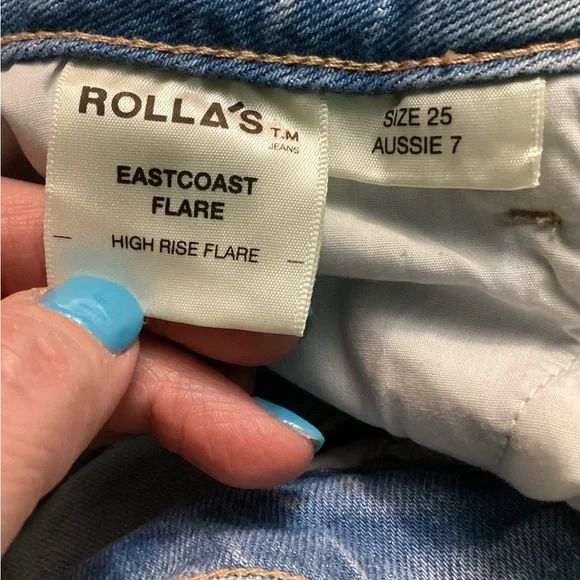 ROLLA'S T.M
JEANS
EASTCOAST
FLARE
HIGH RISE FLARE
SIZE 25
AUSSIE 7